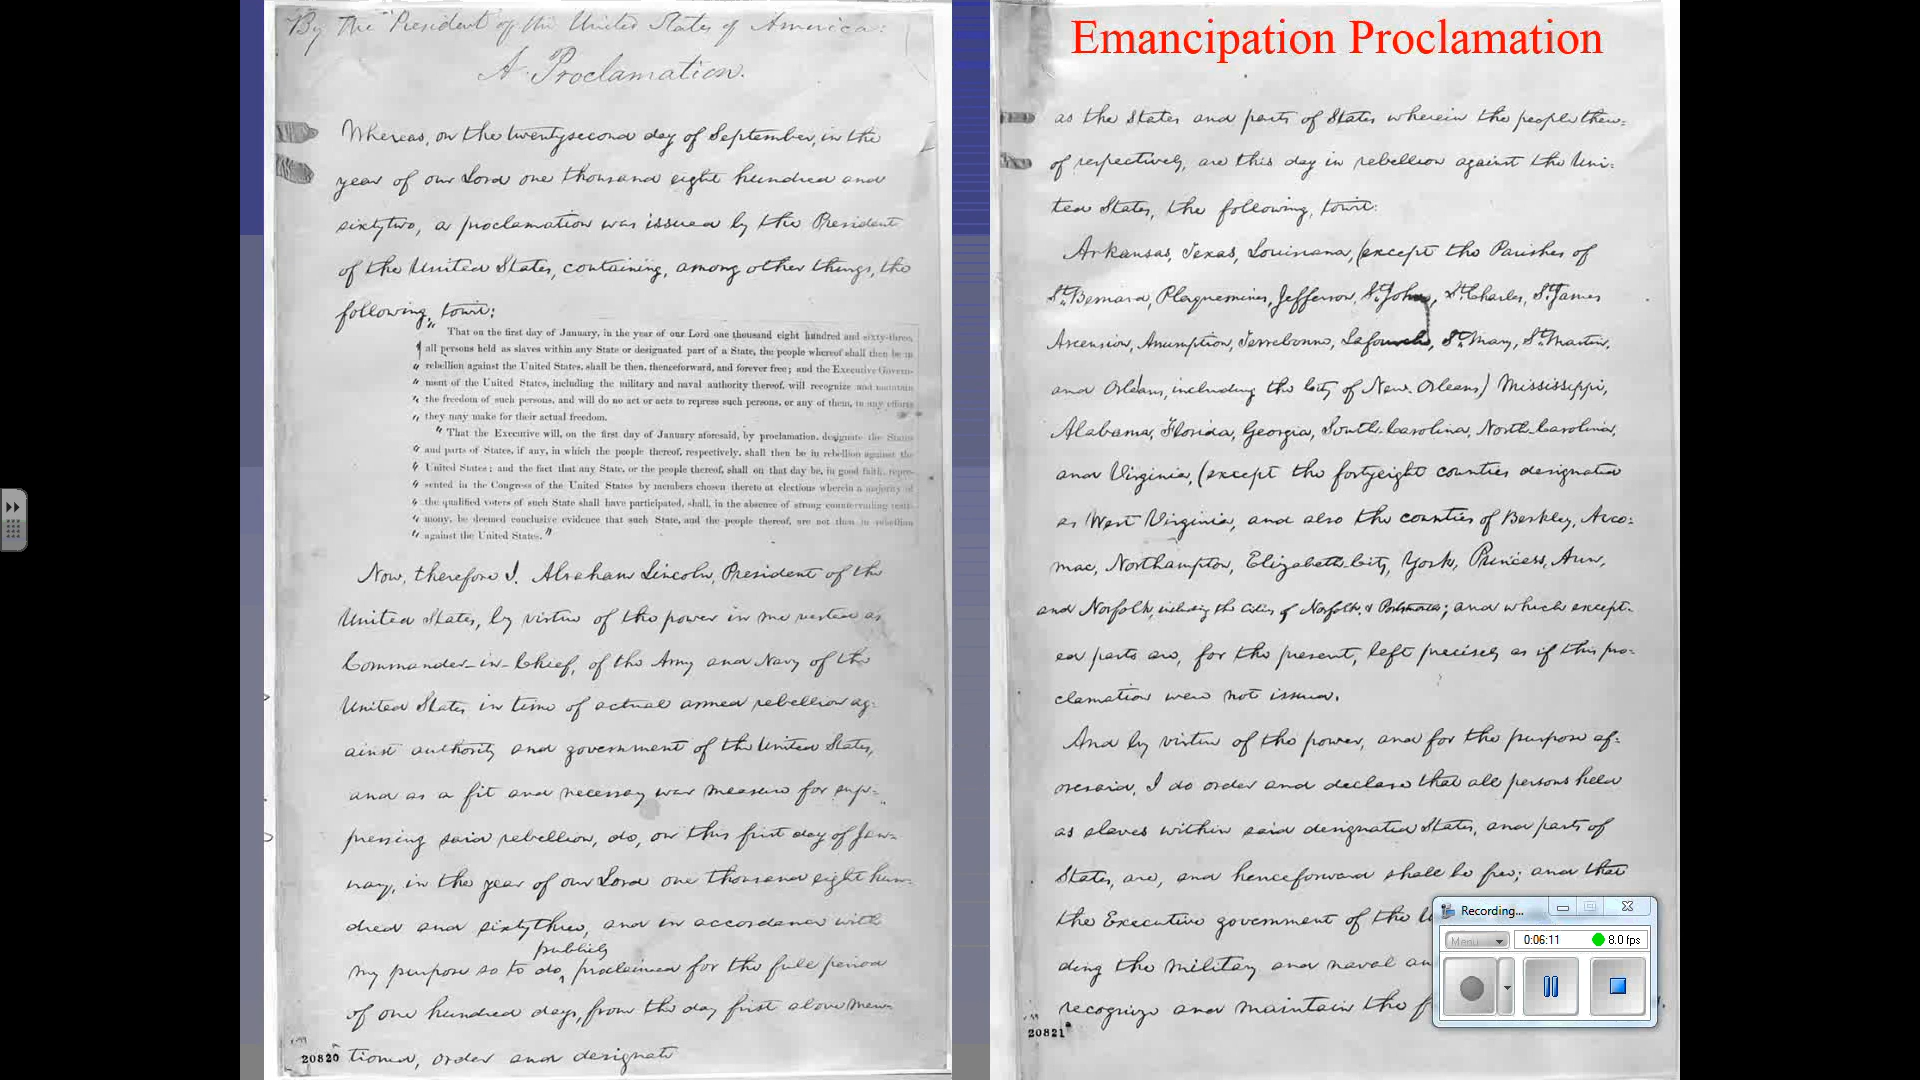 By the President of the United States of America:
A Proclamation.
Whereas, on the twentysecond day of September, in the
year of our Lord one thousand eight hundred and
sixtytwo, a proclamation was issued by the President
of the United States, containing, among other things, the
following, towit:
" That on the first day of January, in the year of our Lord one thousand eight hundred and sixty-three,
all persons held as slaves within any State or designated part of a State, the people whereof shall then be in
" rebellion against the United States, shall be then, thenceforward, and forever free; and the Executive Govern-
" ment of the United States, including the military and naval authority thereof, will recognize and maintain
" the freedom of such persons, and will do no act or acts to repress such persons, or any of them, in any efforts
" they may make for their actual freedom.
" That the Executive will, on the first day of January aforesaid, by proclamation, designate the States
" and parts of States, if any, in which the people thereof, respectively, shall then be in rebellion against the
" United States; and the fact that any State, or the people thereof, shall on that day be, in good faith, repre-
" sented in the Congress of the United States by members chosen thereto at elections wherein a majority of
" the qualified voters of such State shall have participated, shall, in the absence of strong countervailing testi-
" mony, be deemed conclusive evidence that such State, and the people thereof, are not then in rebellion
" against the United States."
Now, therefore I, Abraham Lincoln, President of the
United States, by virtue of the power in me vested as
Commander-in-Chief, of the Army and Navy of the
United States in time of actual armed rebellion ag-
ainst authority and government of the United States,
and as a fit and necessary war measure for sup-
pressing said rebellion, do, on this first day of Jan-
uary, in the year of our Lord one thousand eight hun-
dred and sixty three, and in accordance with
publicly
my purpose so to do, proclaimed for the full period
of one hundred days, from the day first above men-
tioned, order and designate
20820
Emancipation Proclamation
as the States and parts of States wherein the people there-
of respectively, are this day in rebellion against the Uni-
ted States, the following, towit:
Arkansas, Texas, Louisiana, (except the Parishes of
St. Bernard, Plaquemines, Jefferson, St. John, St. Charles, St. James
Ascension, Assumption, Terrebonne, Lafourche, St. Mary, St. Martin,
and Orleans, including the City of New Orleans) Mississippi,
Alabama, Florida, Georgia, South-Carolina, North-Carolina,
and Virginia, (except the fortyeight counties designated
as West Virginia, and also the counties of Berkley, Acco-
mac, Northampton, Elizabeth-City, York, Princess Ann,
and Norfolk, including the cities of Norfolk & Portsmouth; and which except-
ed parts are, for the present, left precisely as if this pro-
clamation were not issued.
And by virtue of the power, and for the purpose af-
oresaid, I do order and declare that all persons held
as slaves within said designated States, and parts of
States, are, and henceforward shall be free; and that
the Executive government of the
ding the military and naval
recognize and maintain the
20821
Recording...
Menu
0:06:11
8.0 fps